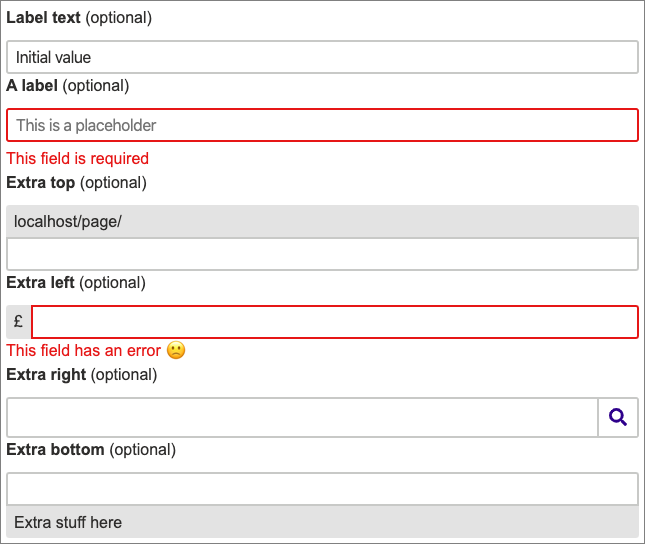 Label text (optional)
Initial value
A label (optional)
This is a placeholder
This field is required
Extra top (optional)
localhost/page/
Extra left (optional)
£
This field has an error 🙁
Extra right (optional)
Extra bottom (optional)
Extra stuff here